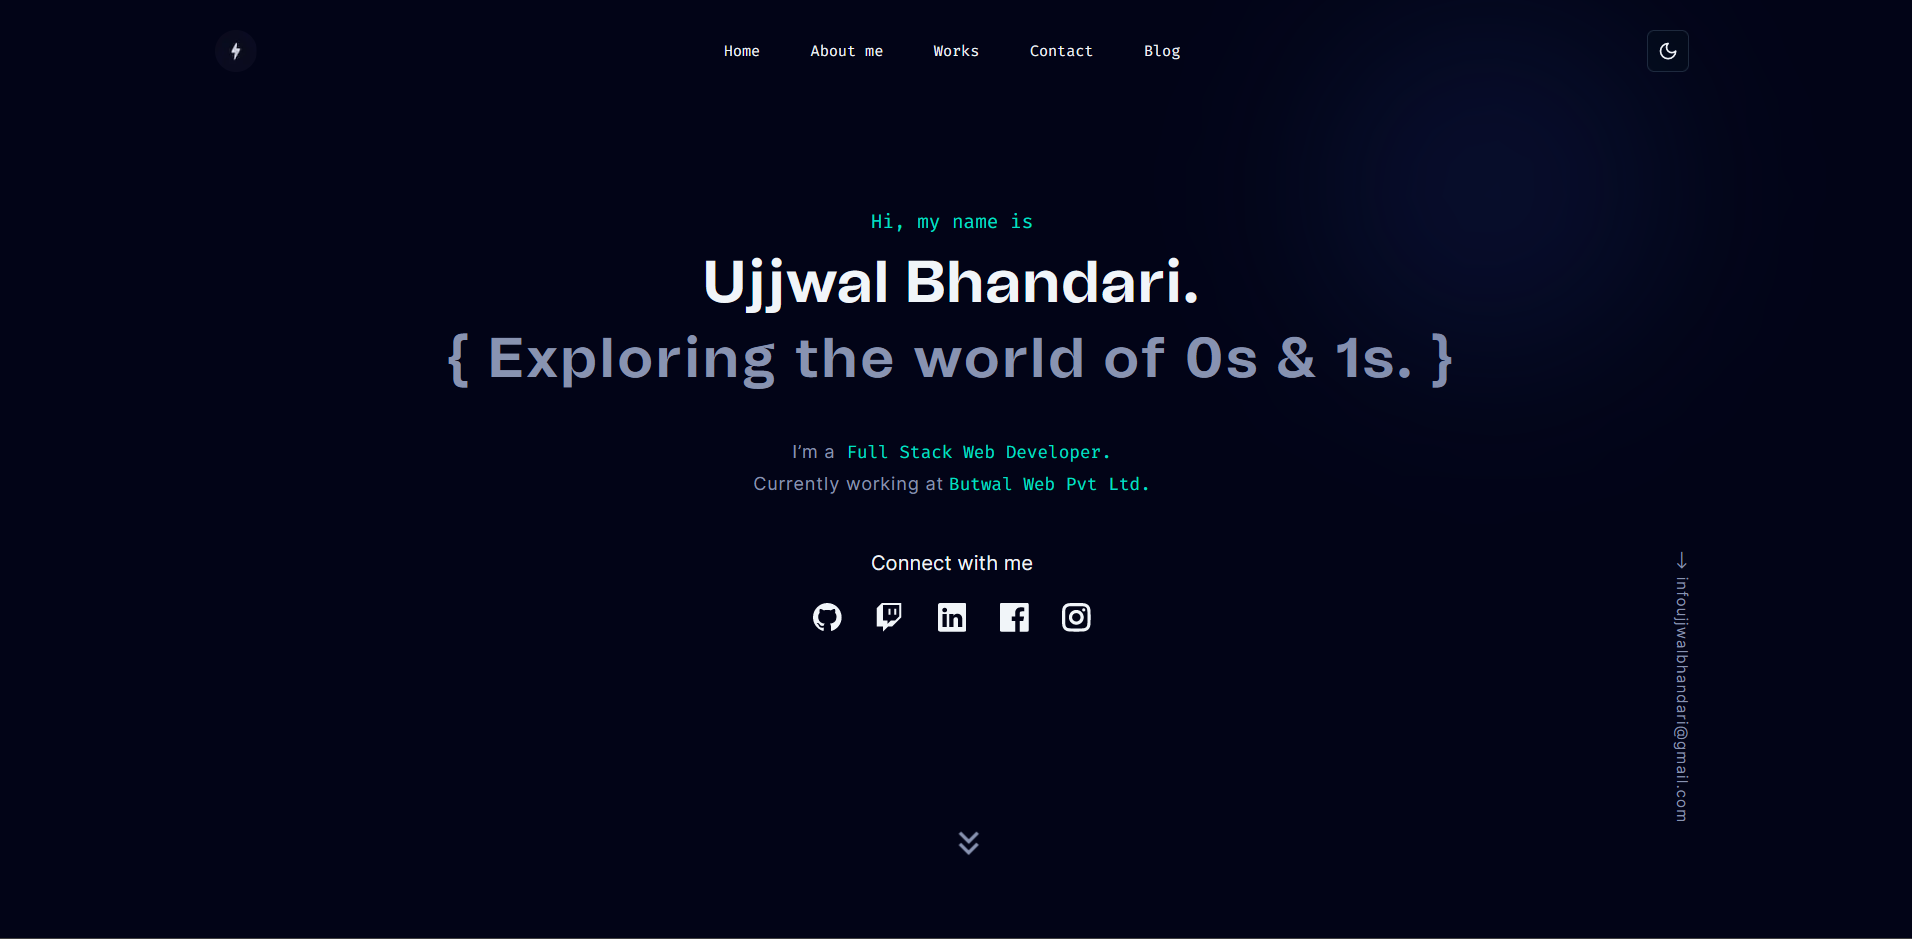 Home
About me
Works
Contact
Blog
Hi, my name is
Ujjwal Bhandari.
{ Exploring the world of 0s & 1s. }
I’m a Full Stack Web Developer.
Currently working at Butwal Web Pvt Ltd.
Connect with me
infoujjwalbhandari@gmail.com